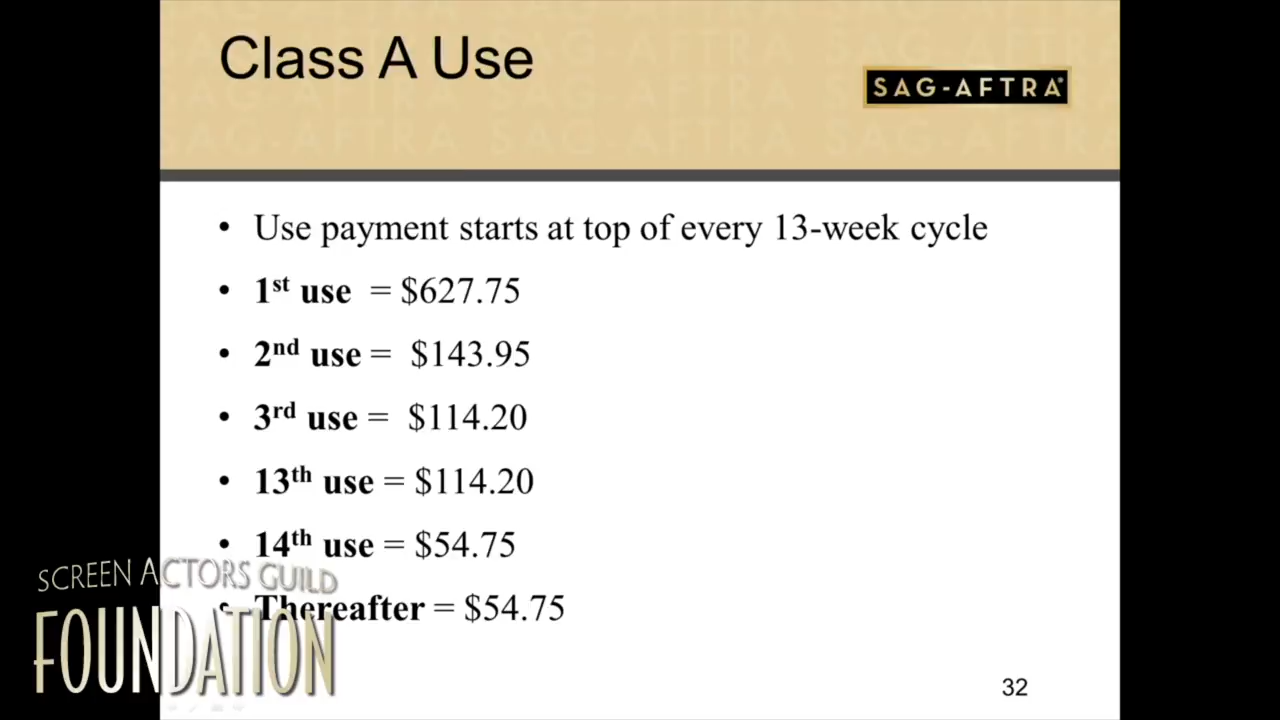 Class A Use
SAG-AFTRA®
• Use payment starts at top of every 13-week cycle
• 1st use = $627.75
• 2nd use = $143.95
• 3rd use = $114.20
• 13th use = $114.20
• 14th use = $54.75
• Thereafter = $54.75
SCREEN ACTORS GUILD
FOUNDATION
32